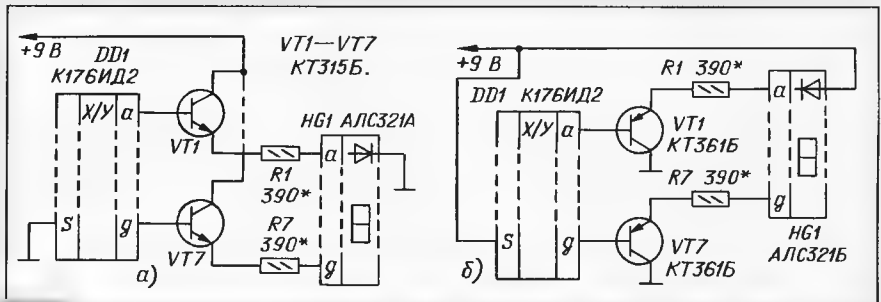 +9 В
DD1
К176ИД2
X/Y
a
S
g
VT1
VT7
VT1—VT7
КТ315Б.
HG1 АЛС321А
a
R1
390*
R7
390*
g
а)
+9 В
DD1 К176ИД2
X/Y
a
S
g
R1 390*
a
VT1
КТ361Б
R7 390*
g
VT7
КТ361Б
HG1
АЛС321Б
б)